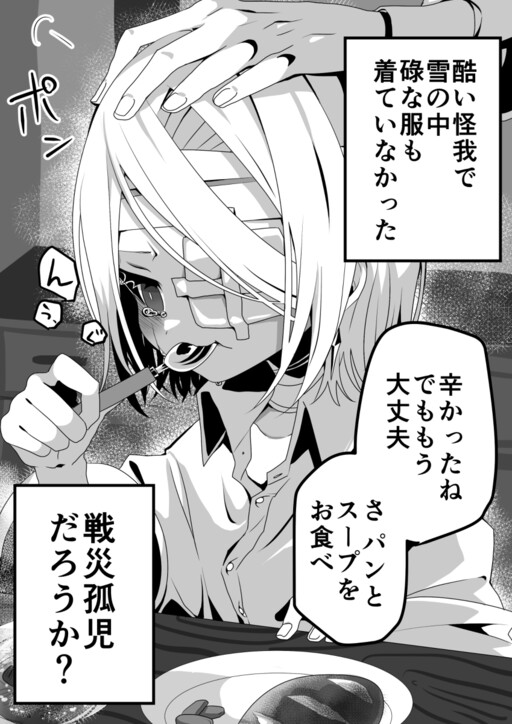 酷い怪我で
雪の中
碌な服も
着ていなかった
ポン
辛かったね
でももう
大丈夫
さ パンと
スープを
お食べ
んぅ
ぐ
戦災孤児
だろうか？